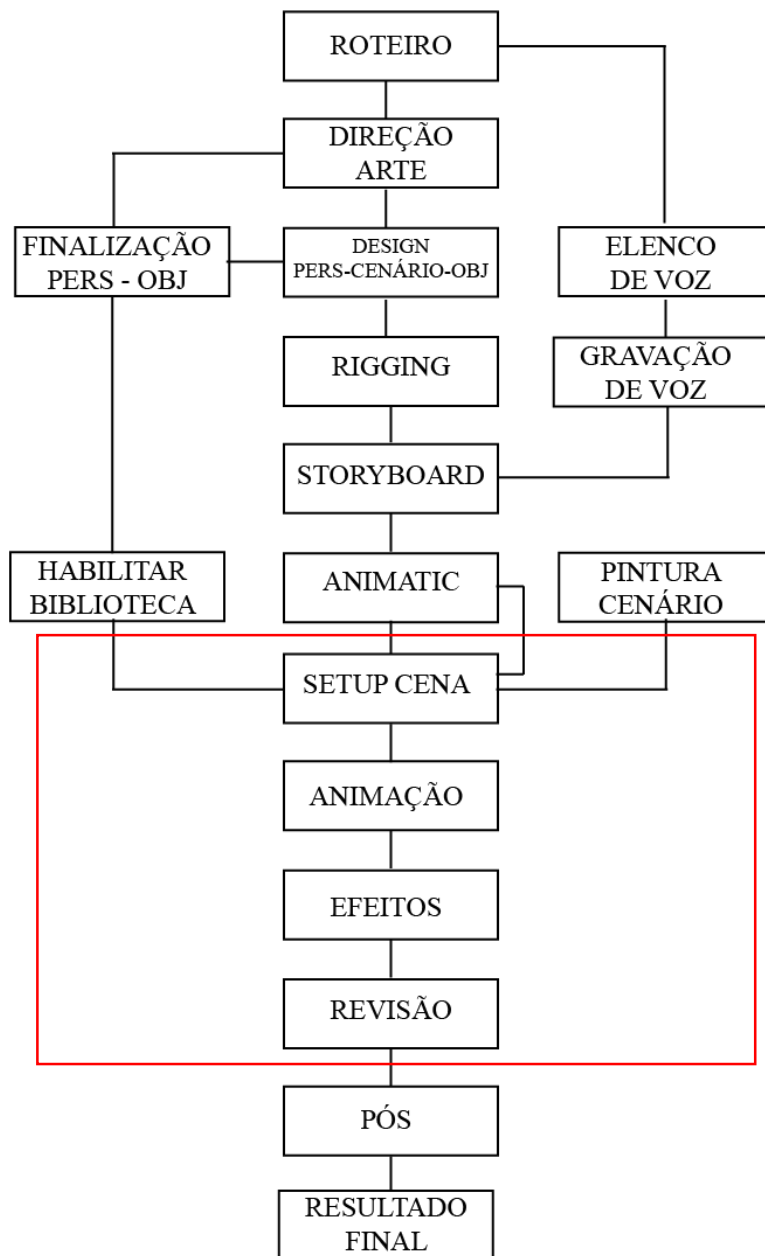 ROTEIRO
DIREÇÃO
ARTE
FINALIZAÇÃO
PERS - OBJ
DESIGN
PERS-CENÁRIO-OBJ
ELENCO
DE VOZ
RIGGING
GRAVAÇÃO
DE VOZ
STORYBOARD
HABILITAR
BIBLIOTECA
ANIMATIC
PINTURA
CENÁRIO
SETUP CENA
ANIMAÇÃO
EFEITOS
REVISÃO
PÓS
RESULTADO
FINAL